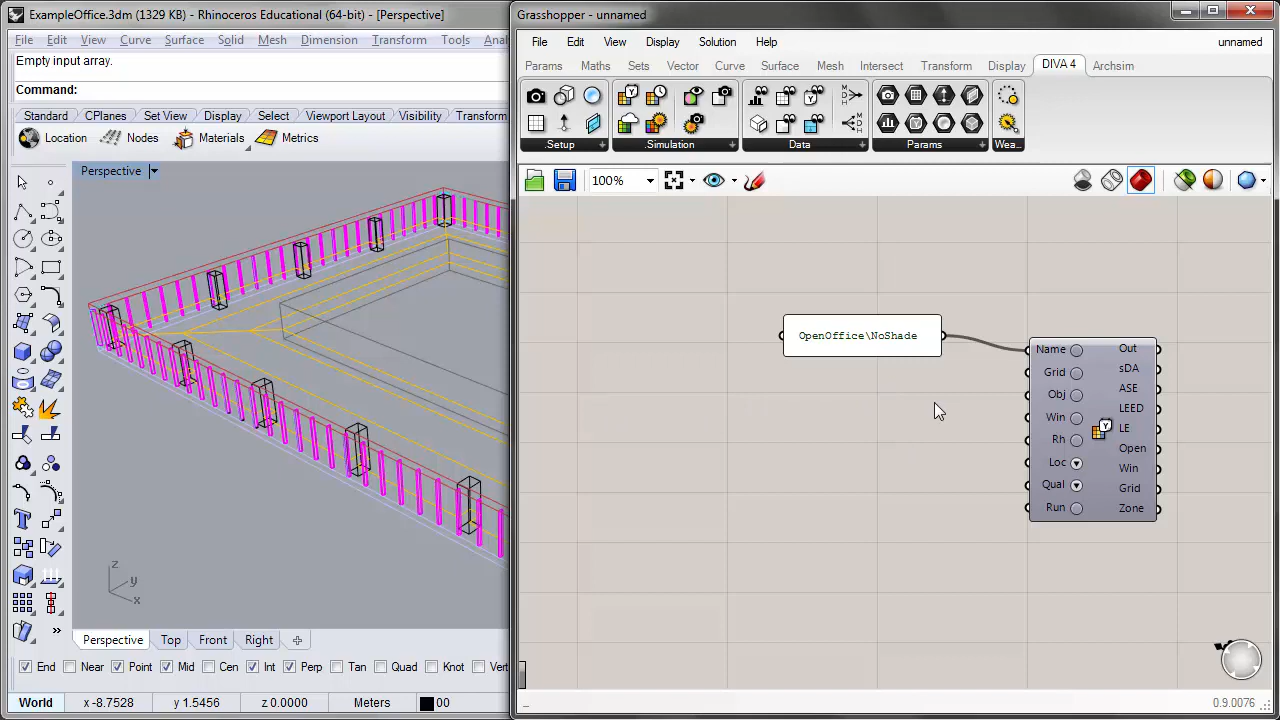 ExampleOffice.3dm (1329 KB) - Rhinoceros Educational (64-bit) - [Perspective]
File Edit View Curve Surface Solid Mesh Dimension Transform Tools Anal
Empty input array.
Command:
Standard CPlanes Set View Display Select Viewport Layout Visibility Transform
Location Nodes Materials Metrics
Perspective
z
y
x
Perspective Top Front Right
End Near Point Mid Cen Int Perp Tan Quad Knot Vert
World x -8.7528 y 1.5456 z 0.0000 Meters 00
Grasshopper - unnamed
File Edit View Display Solution Help unnamed
Params Maths Sets Vector Curve Surface Mesh Intersect Transform Display DIVA 4 Archsim
.Setup .Simulation Data Params Wea...
100%
OpenOffice\NoShade
Name
Grid
Obj
Win
Rh
Loc
Qual
Run
Out
sDA
ASE
LEED
LE
Open
Win
Grid
Zone
0.9.0076